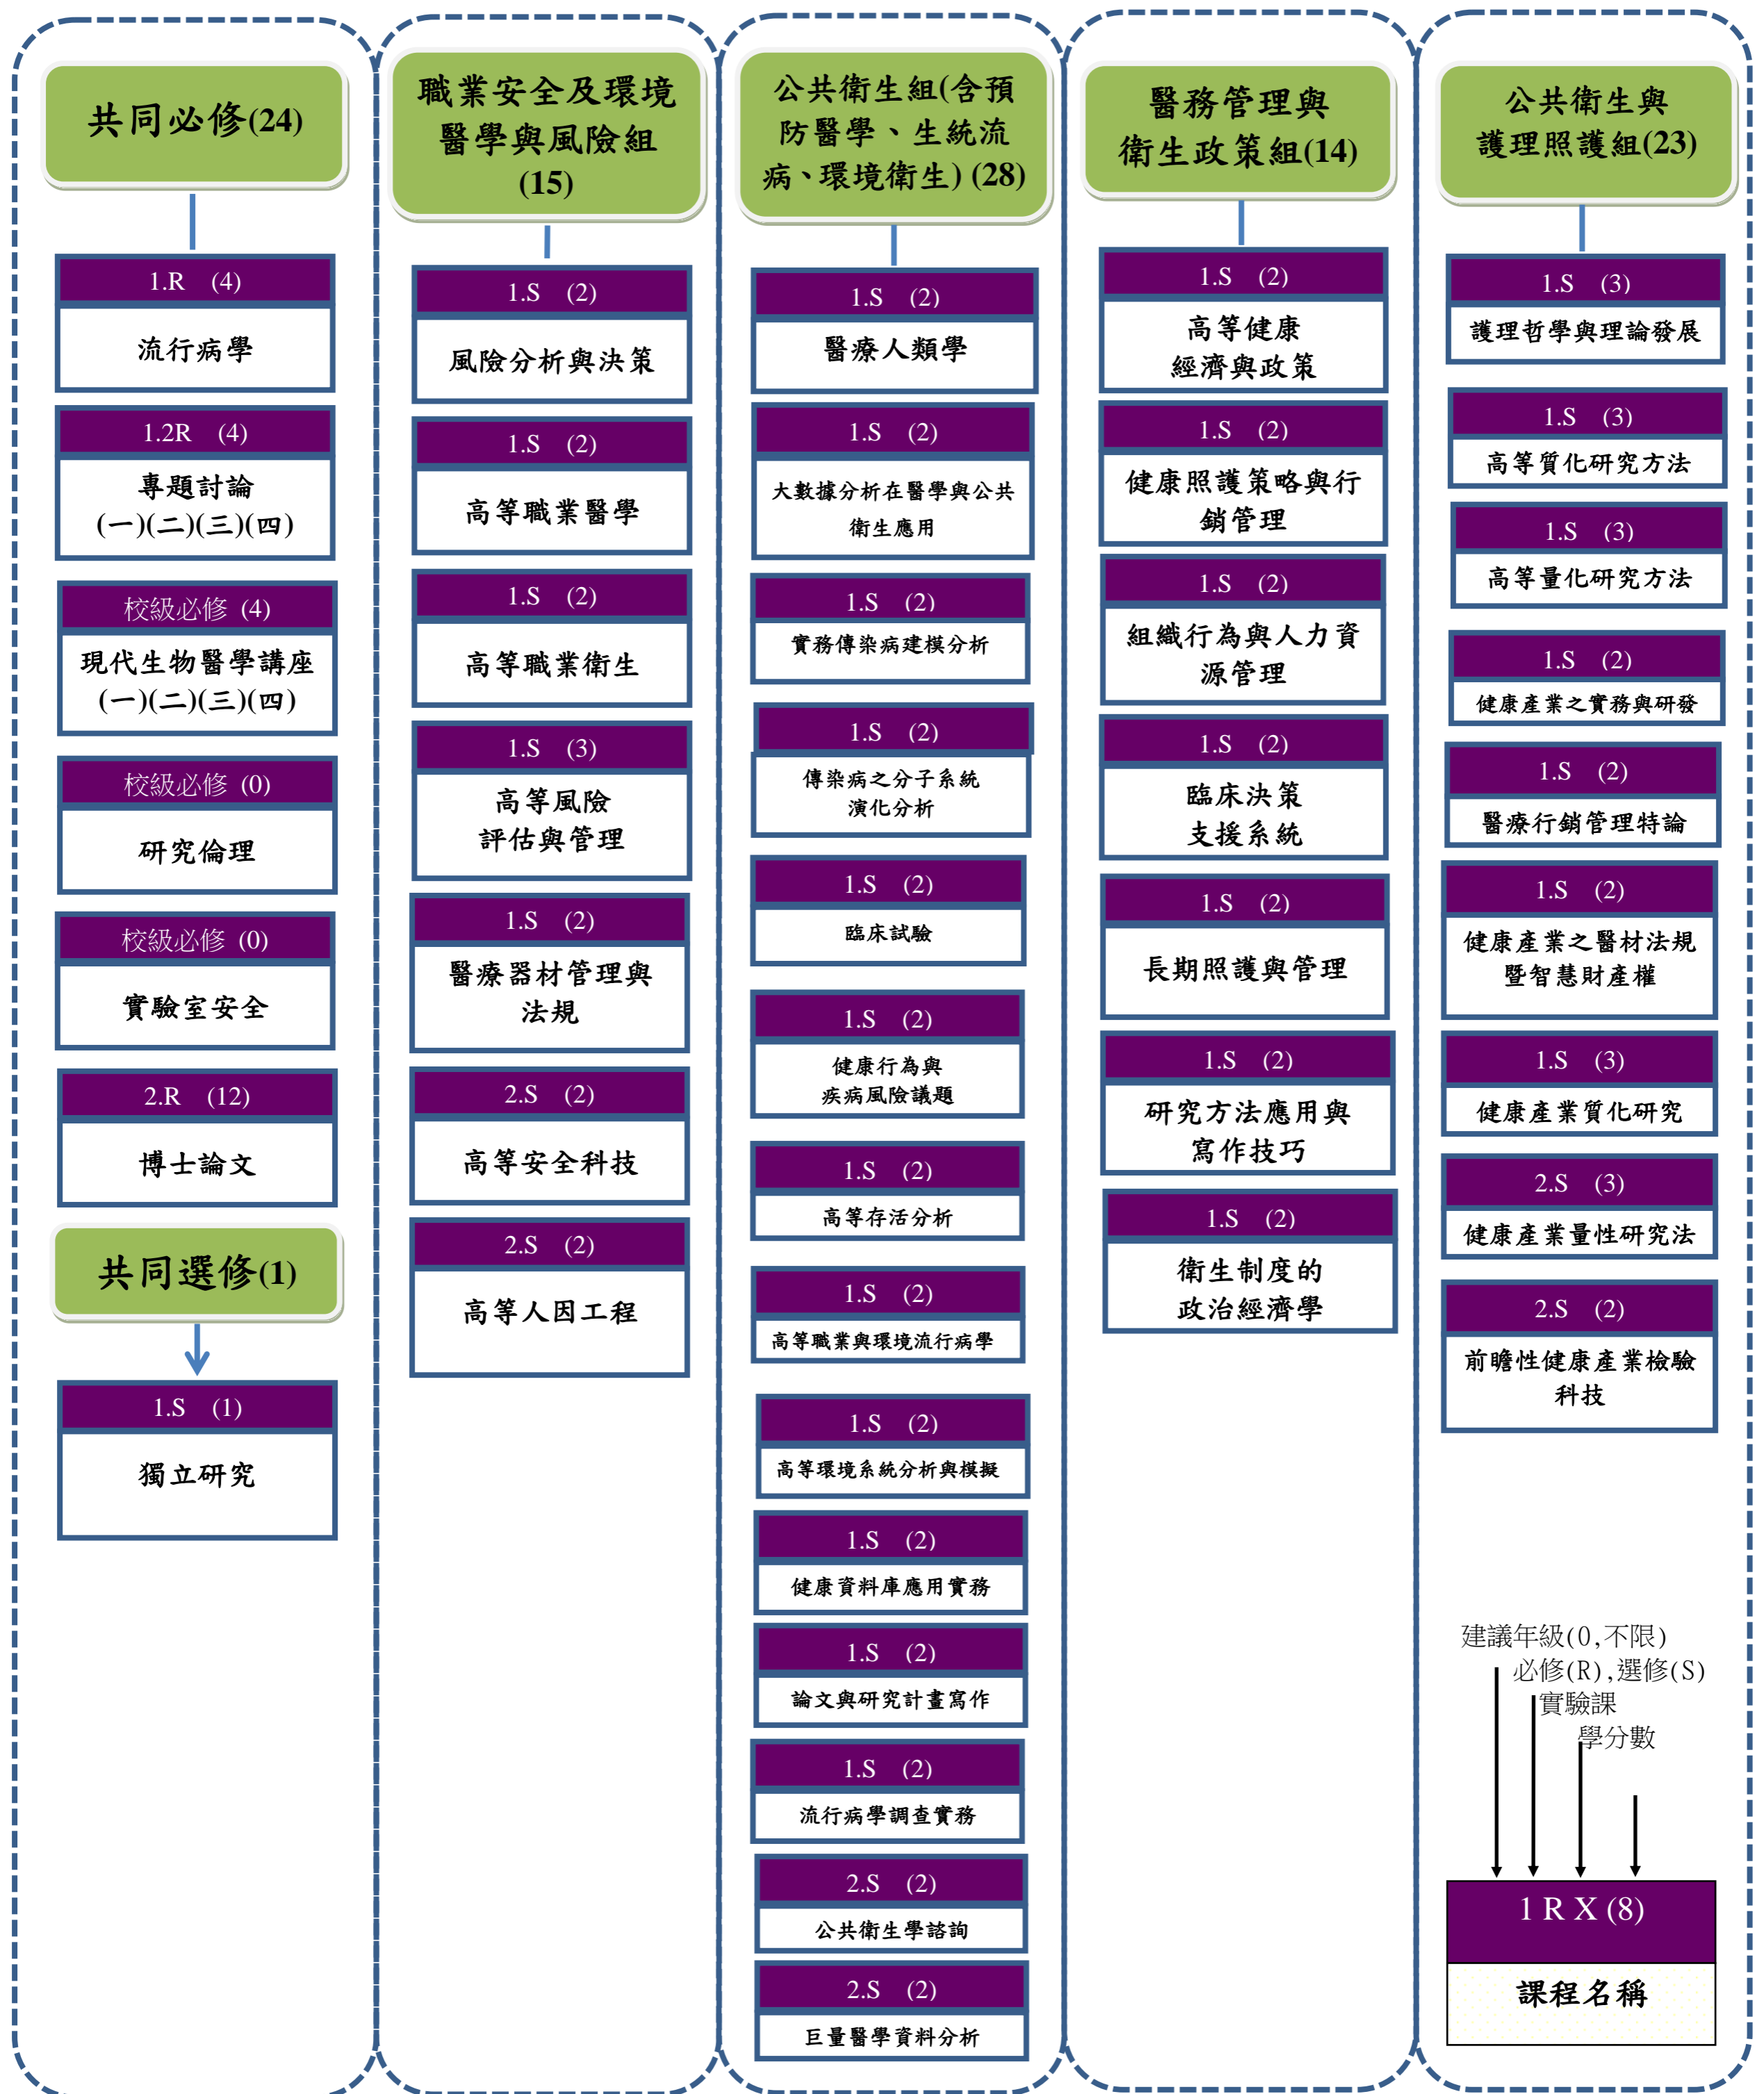 共同必修(24)
1.R (4)
流行病學
1.2R (4)
專題討論
(一)(二)(三)(四)
校級必修 (4)
現代生物醫學講座
(一)(二)(三)(四)
校級必修 (0)
研究倫理
校級必修 (0)
實驗室安全
2.R (12)
博士論文
共同選修(1)
1.S (1)
獨立研究
職業安全及環境
醫學與風險組
(15)
1.S (2)
風險分析與決策
1.S (2)
高等職業醫學
1.S (2)
高等職業衛生
1.S (3)
高等風險
評估與管理
1.S (2)
醫療器材管理與
法規
2.S (2)
高等安全科技
2.S (2)
高等人因工程
公共衛生組(含預
防醫學、生統流
病、環境衛生) (28)
1.S (2)
醫療人類學
1.S (2)
大數據分析在醫學與公共
衛生應用
1.S (2)
實務傳染病建模分析
1.S (2)
傳染病之分子系統
演化分析
1.S (2)
臨床試驗
1.S (2)
健康行為與
疾病風險議題
1.S (2)
高等存活分析
1.S (2)
高等職業與環境流行病學
1.S (2)
高等環境系統分析與模擬
1.S (2)
健康資料庫應用實務
1.S (2)
論文與研究計畫寫作
1.S (2)
流行病學調查實務
2.S (2)
公共衛生學諮詢
2.S (2)
巨量醫學資料分析
醫務管理與
衛生政策組(14)
1.S (2)
高等健康
經濟與政策
1.S (2)
健康照護策略與行
銷管理
1.S (2)
組織行為與人力資
源管理
1.S (2)
臨床決策
支援系統
1.S (2)
長期照護與管理
1.S (2)
研究方法應用與
寫作技巧
1.S (2)
衛生制度的
政治經濟學
公共衛生與
護理照護組(23)
1.S (3)
護理哲學與理論發展
1.S (3)
高等質化研究方法
1.S (3)
高等量化研究方法
1.S (2)
健康產業之實務與研發
1.S (2)
醫療行銷管理特論
1.S (2)
健康產業之醫材法規
暨智慧財產權
1.S (3)
健康產業質化研究
2.S (3)
健康產業量性研究法
2.S (2)
前瞻性健康產業檢驗
科技
建議年級(0,不限)
必修(R),選修(S)
實驗課
學分數
1 R X (8)
課程名稱